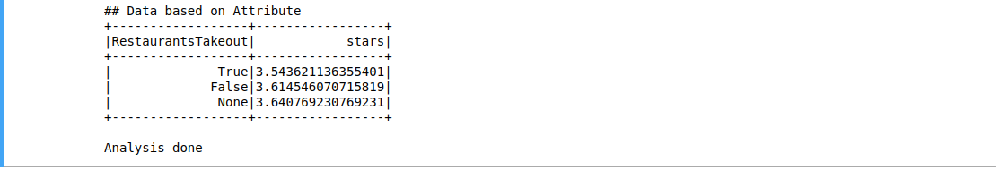 ## Data based on Attribute
+------------------+-----------------+
|RestaurantsTakeout|            stars|
+------------------+-----------------+
|              True|3.543621136355401|
|             False|3.614546070715819|
|              None|3.640769230769231|
+------------------+-----------------+
Analysis done